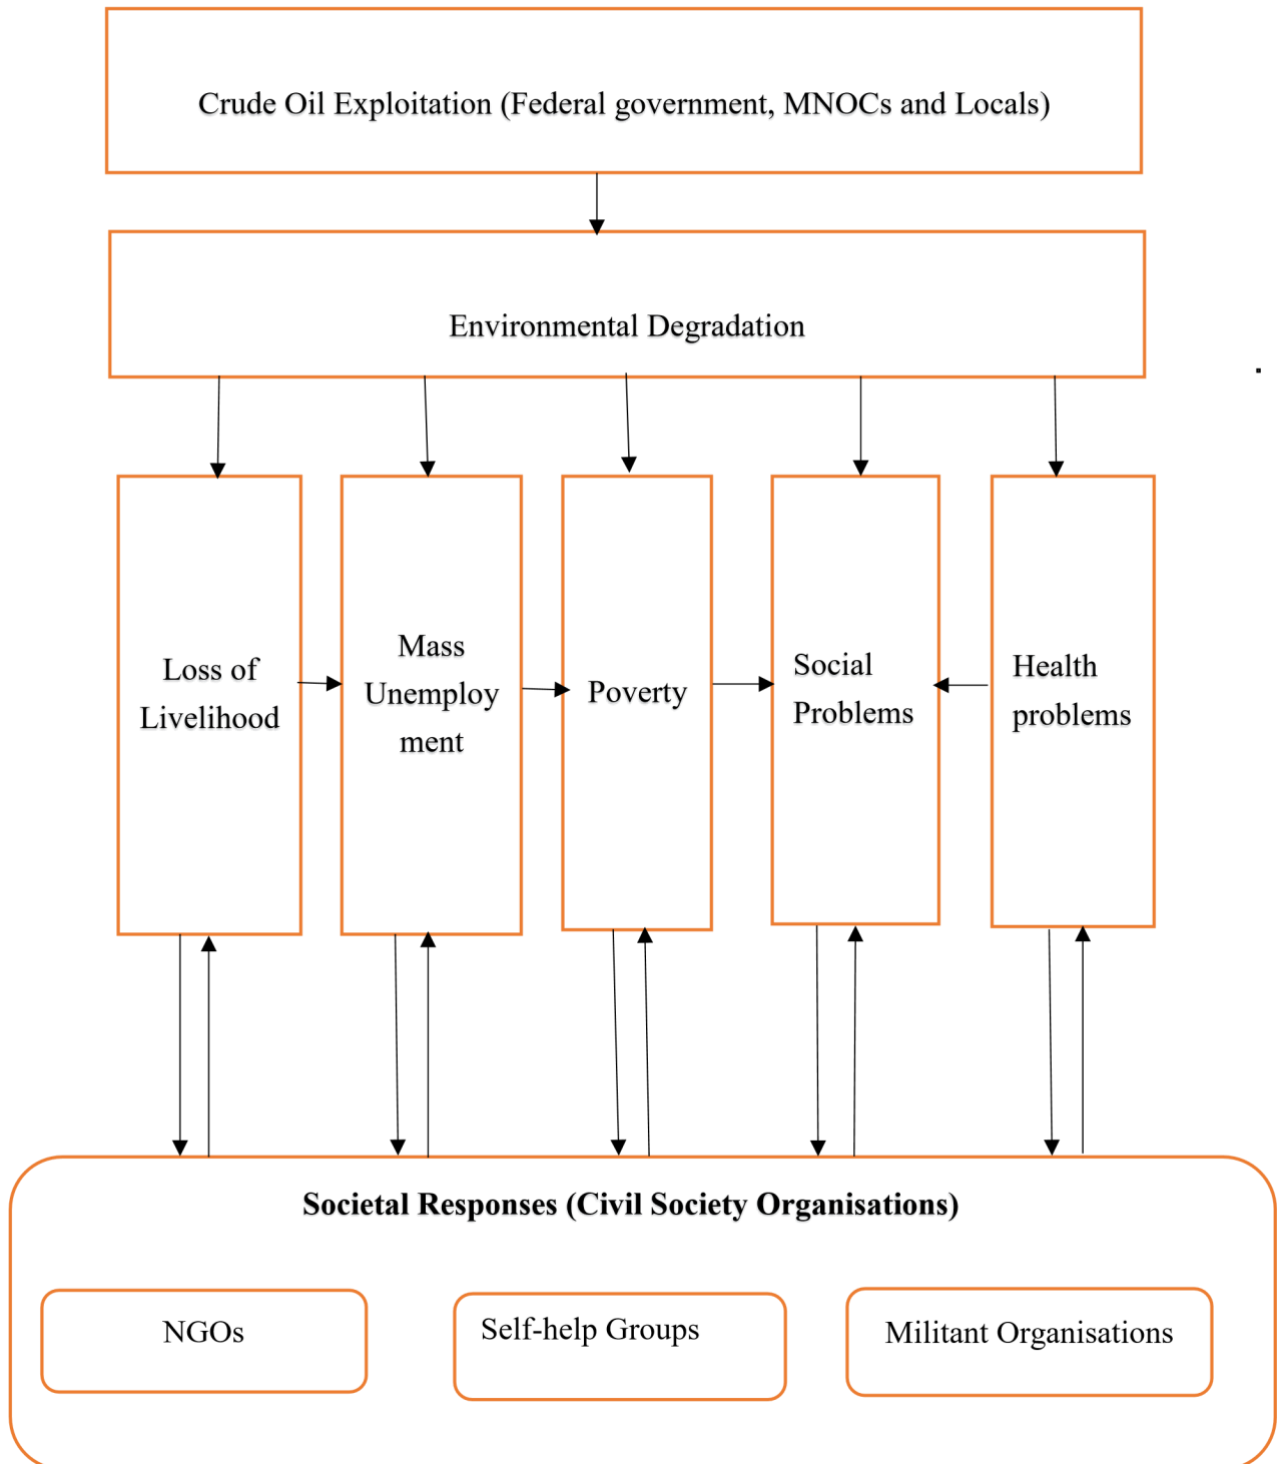 Crude Oil Exploitation (Federal government, MNOCs and Locals)
Environmental Degradation
Loss of
Livelihood
Mass
Unemploy
ment
Poverty
Social
Problems
Health
problems
Societal Responses (Civil Society Organisations)
NGOs
Self-help Groups
Militant Organisations